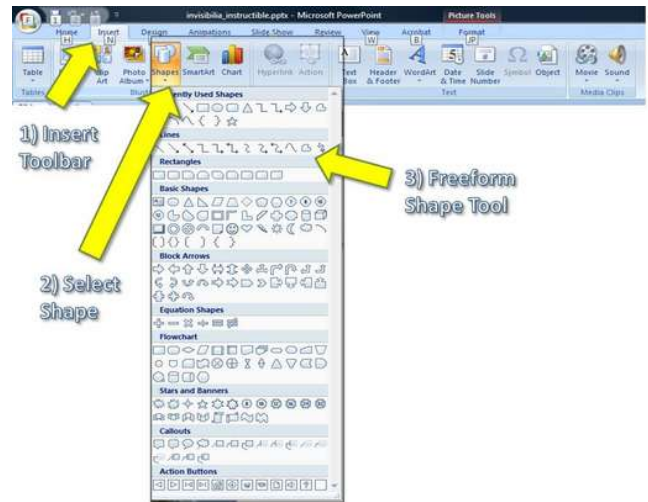 invisibilia_instructible.pptx - Microsoft PowerPoint
Picture Tools
Home Insert Design Animations Slide Show Review View Acrobat Format
H N W B JP
Table Photo Album Shapes SmartArt Chart Hyperlink Action Text Header & Footer WordArt Date & Time Slide Number Symbol Object Movie Sound
Art
Tables Text Media Clips
Used Shapes
Lines
Rectangles
Basic Shapes
Block Arrows
Equation Shapes
Flowchart
Stars and Banners
Callouts
Action Buttons
1) Insert
Toolbar
2) Select
Shape
3) Freeform
Shape Tool